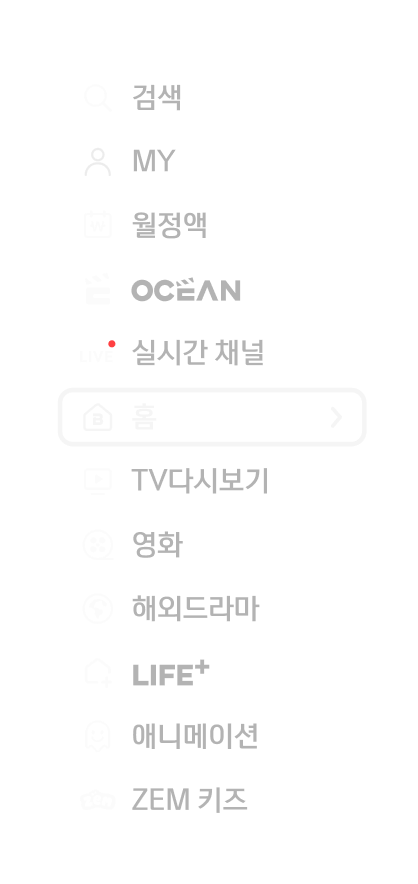 검색
MY
월정액
OCEAN
LIVE 실시간 채널
홈
TV다시보기
영화
해외드라마
LIFE+
애니메이션
ZEM 키즈